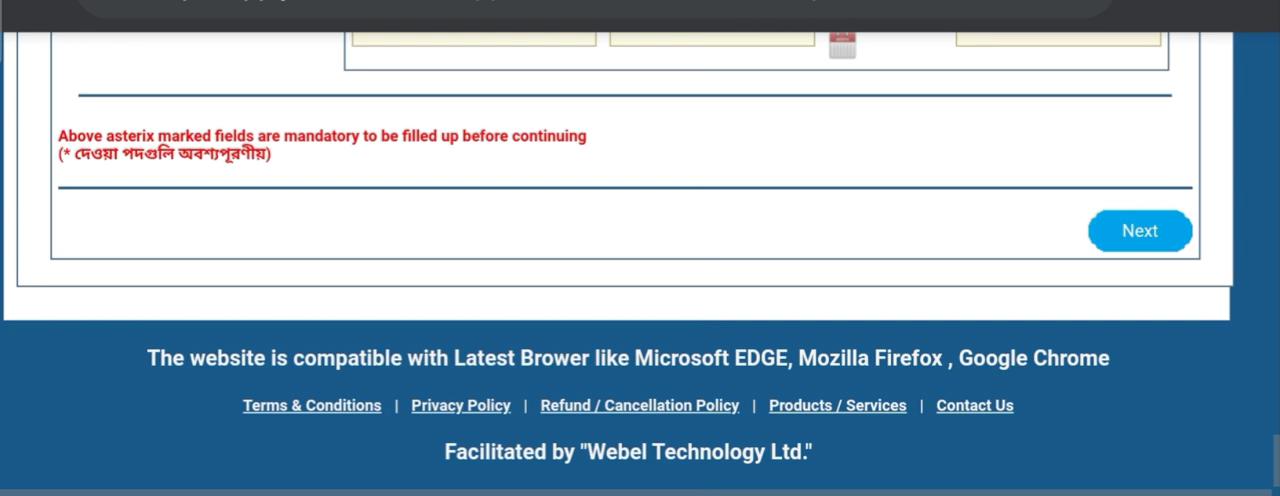 Above asterix marked fields are mandatory to be filled up before continuing
(* দেওয়া পদগুলি অবশ্যপূরণীয়)
Next
The website is compatible with Latest Brower like Microsoft EDGE, Mozilla Firefox , Google Chrome
Terms & Conditions | Privacy Policy | Refund / Cancellation Policy | Products / Services | Contact Us
Facilitated by "Webel Technology Ltd."